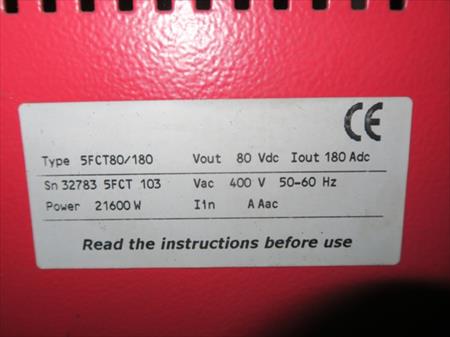 CE
Type 5FCT80/180 Vout 80 Vdc Iout 180 Adc
Sn 32783 5FCT 103 Vac 400 V 50-60 Hz
Power 21600 W I1n A Aac
Read the instructions before use